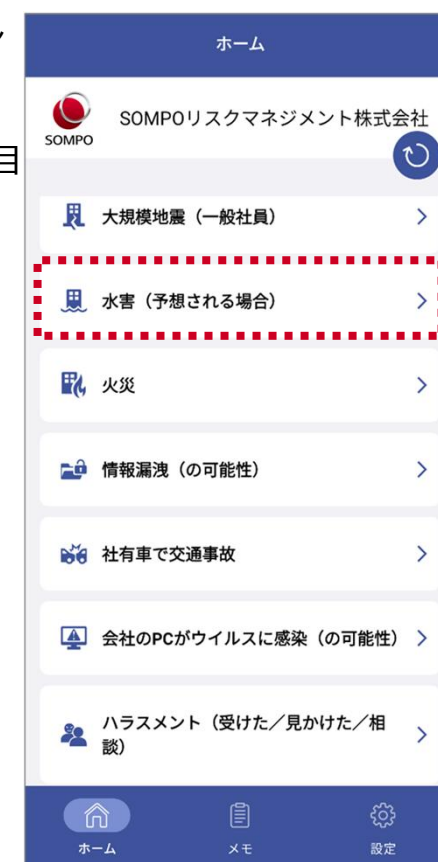 ホーム
SOMPO
SOMPOリスクマネジメント株式会社
大規模地震（一般社員）
水害（予想される場合）
火災
情報漏洩（の可能性）
社有車で交通事故
会社のPCがウイルスに感染（の可能性）
ハラスメント（受けた／見かけた／相
談）
ホーム
メモ
設定